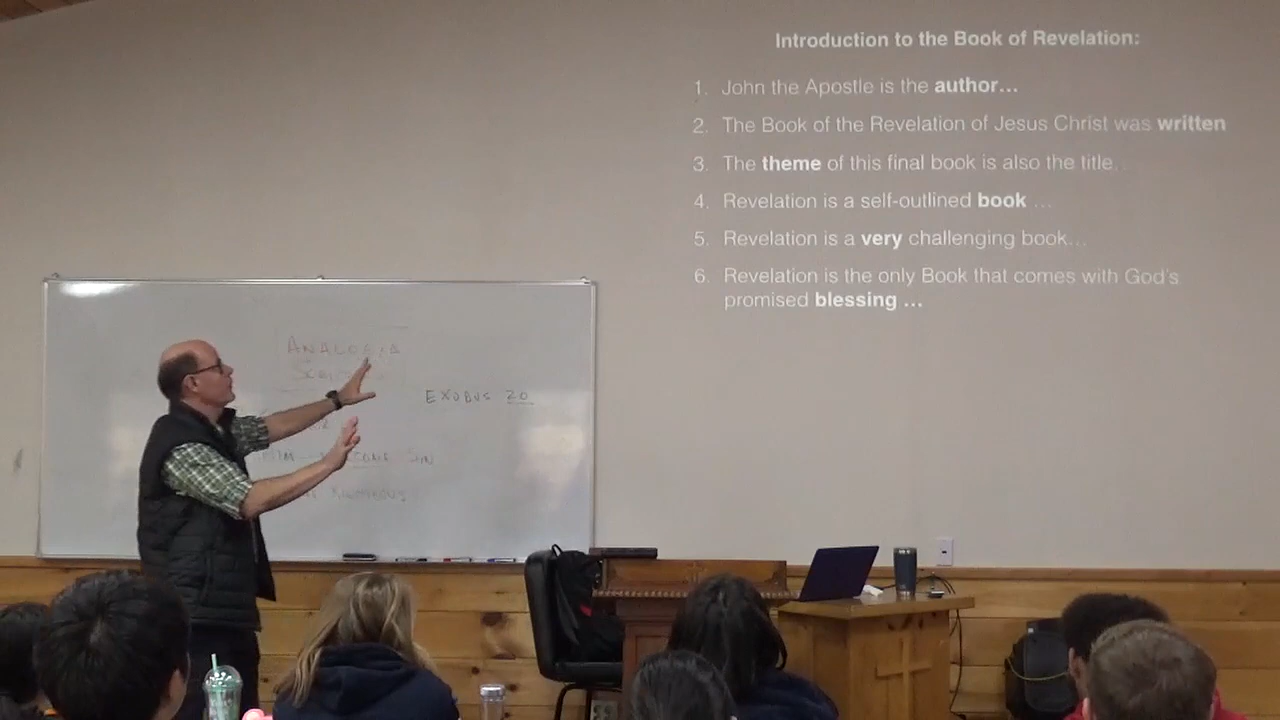 Introduction to the Book of Revelation:
1. John the Apostle is the author...
2. The Book of the Revelation of Jesus Christ was written
3. The theme of this final book is also the title...
4. Revelation is a self-outlined book ...
5. Revelation is a very challenging book...
6. Revelation is the only Book that comes with God's
promised blessing ...
ANALOGIA
EXODUS 20